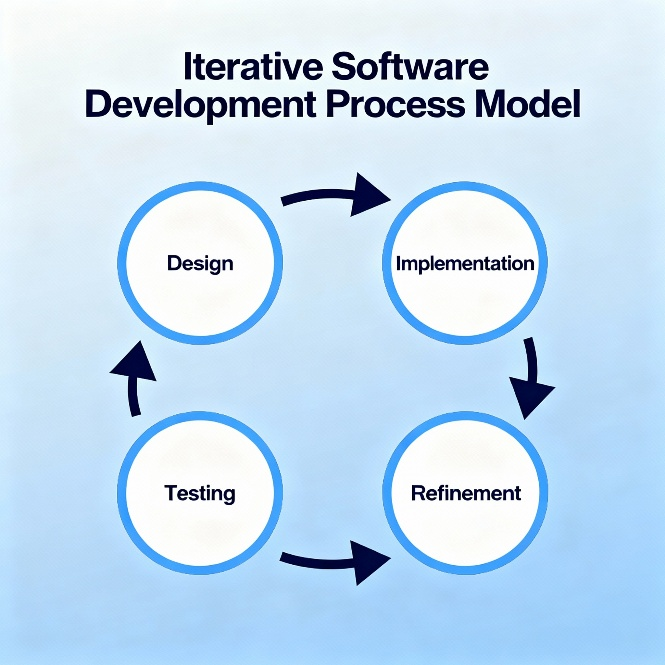 Iterative Software
Development Process Model
Design
Implementation
Testing
Refinement